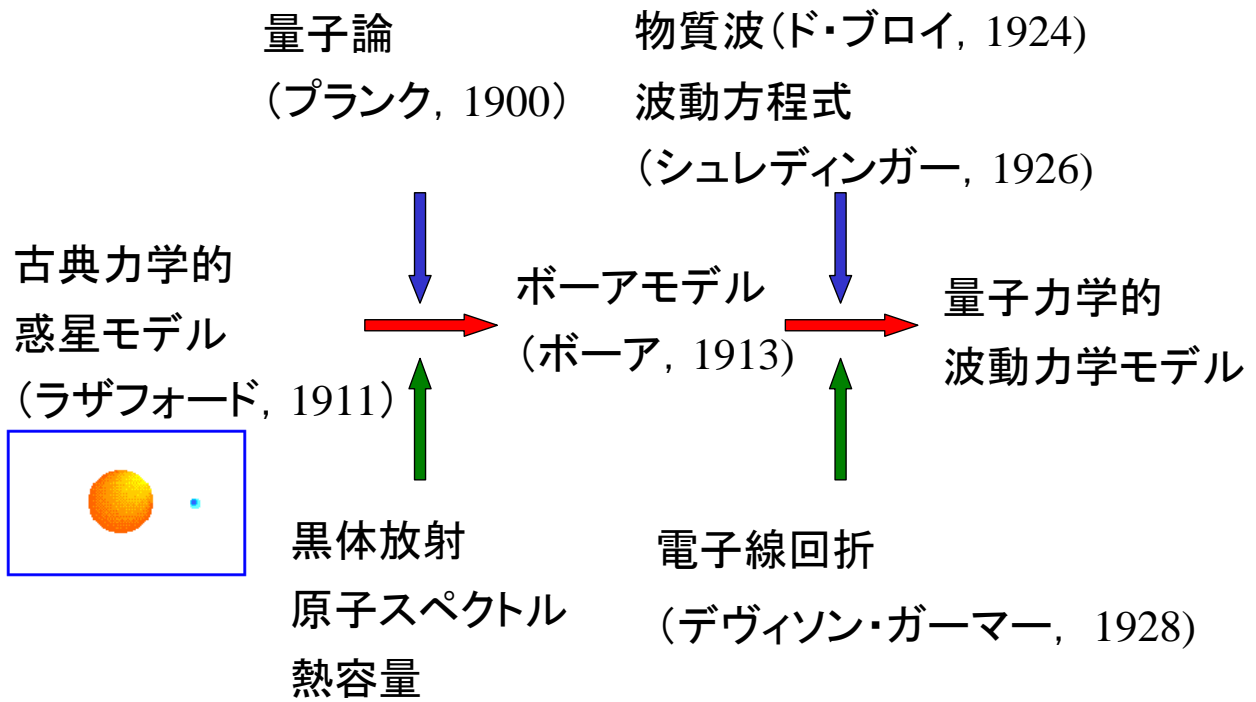 量子論
（プランク, 1900）
物質波（ド・ブロイ, 1924)
波動方程式
（シュレディンガー, 1926)
古典力学的
惑星モデル
（ラザフォード, 1911）
ボーアモデル
（ボーア, 1913)
量子力学的
波動力学モデル
黒体放射
原子スペクトル
熱容量
電子線回折
（デヴィソン・ガーマー, 1928)